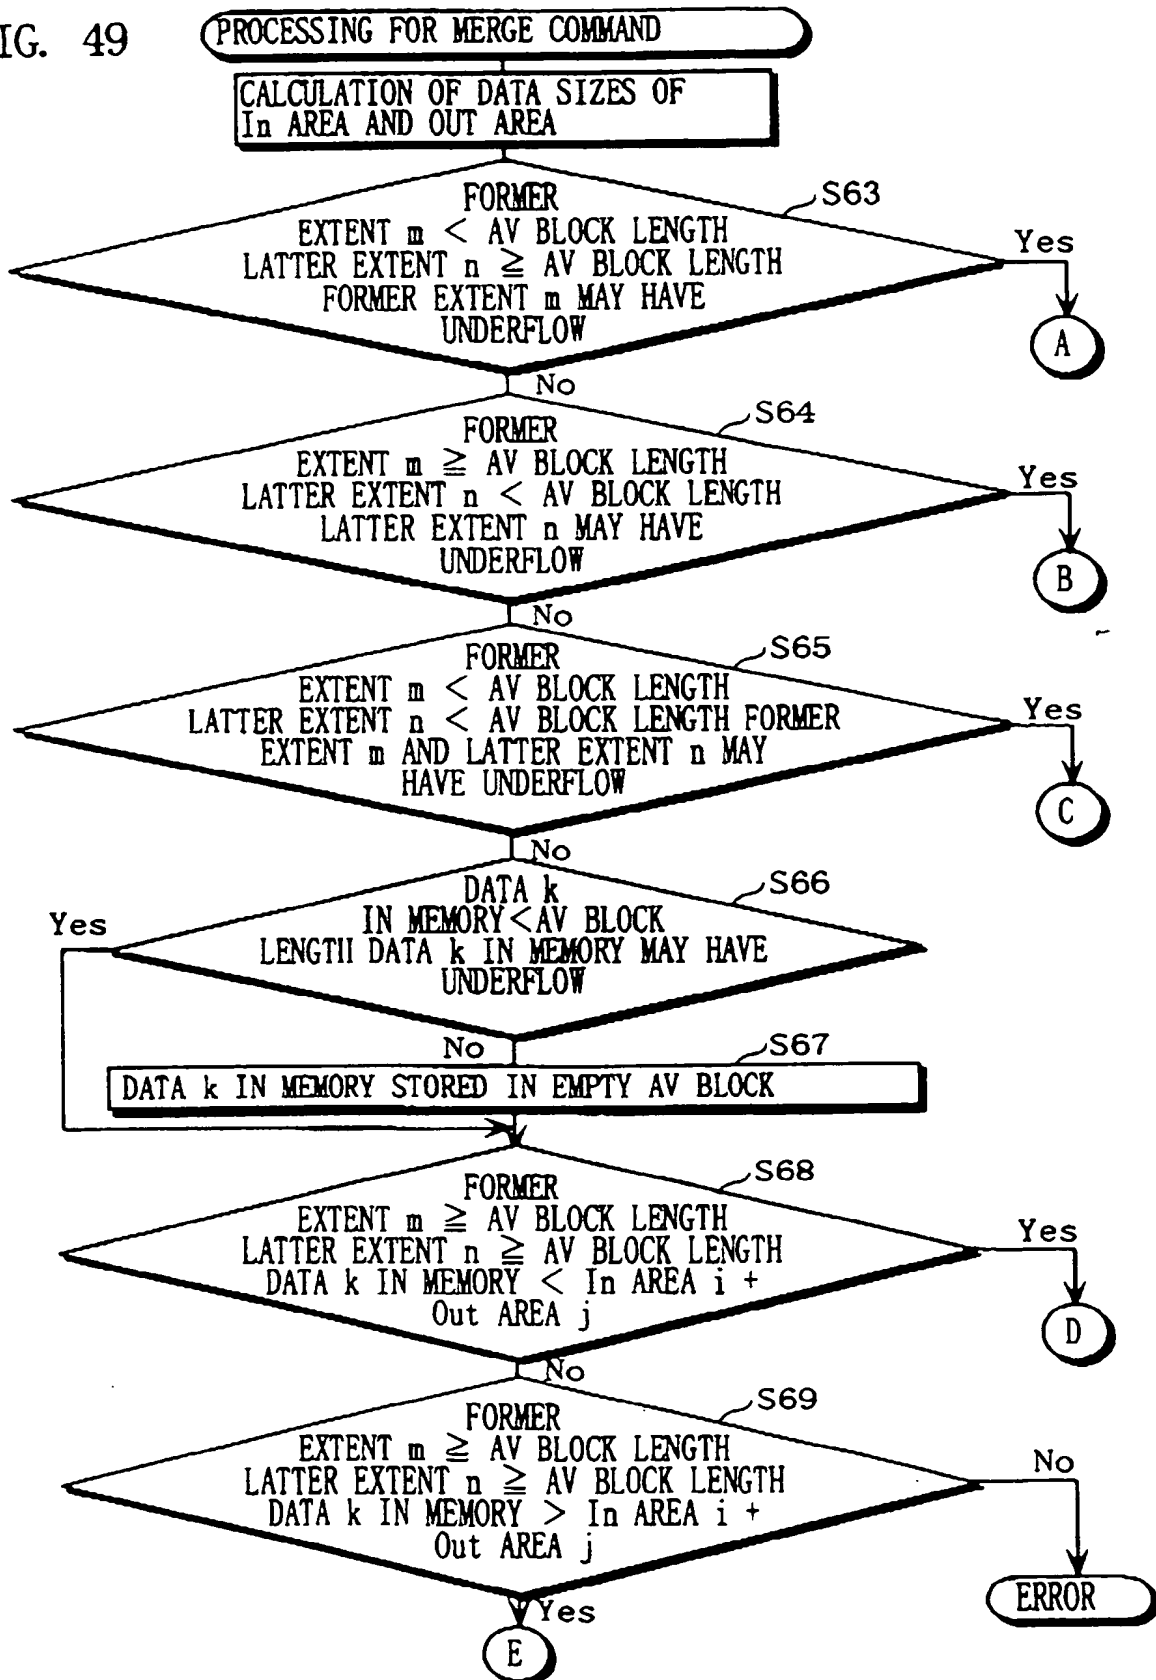 IG. 49
PROCESSING FOR MERGE COMMAND
CALCULATION OF DATA SIZES OF
In AREA AND OUT AREA
S63
FORMER
EXTENT m < AV BLOCK LENGTH
LATTER EXTENT n ≧ AV BLOCK LENGTH
FORMER EXTENT m MAY HAVE
UNDERFLOW
Yes
A
No
S64
FORMER
EXTENT m ≧ AV BLOCK LENGTH
LATTER EXTENT n < AV BLOCK LENGTH
LATTER EXTENT n MAY HAVE
UNDERFLOW
Yes
B
No
S65
FORMER
EXTENT m < AV BLOCK LENGTH
LATTER EXTENT n < AV BLOCK LENGTH FORMER
EXTENT m AND LATTER EXTENT n MAY
HAVE UNDERFLOW
Yes
C
No
S66
DATA k
IN MEMORY<AV BLOCK
LENGTH DATA k IN MEMORY MAY HAVE
UNDERFLOW
Yes
No
S67
DATA k IN MEMORY STORED IN EMPTY AV BLOCK
S68
FORMER
EXTENT m ≧ AV BLOCK LENGTH
LATTER EXTENT n ≧ AV BLOCK LENGTH
DATA k IN MEMORY < In AREA i +
Out AREA j
Yes
D
No
S69
FORMER
EXTENT m ≧ AV BLOCK LENGTH
LATTER EXTENT n ≧ AV BLOCK LENGTH
DATA k IN MEMORY > In AREA i +
Out AREA j
No
ERROR
Yes
E